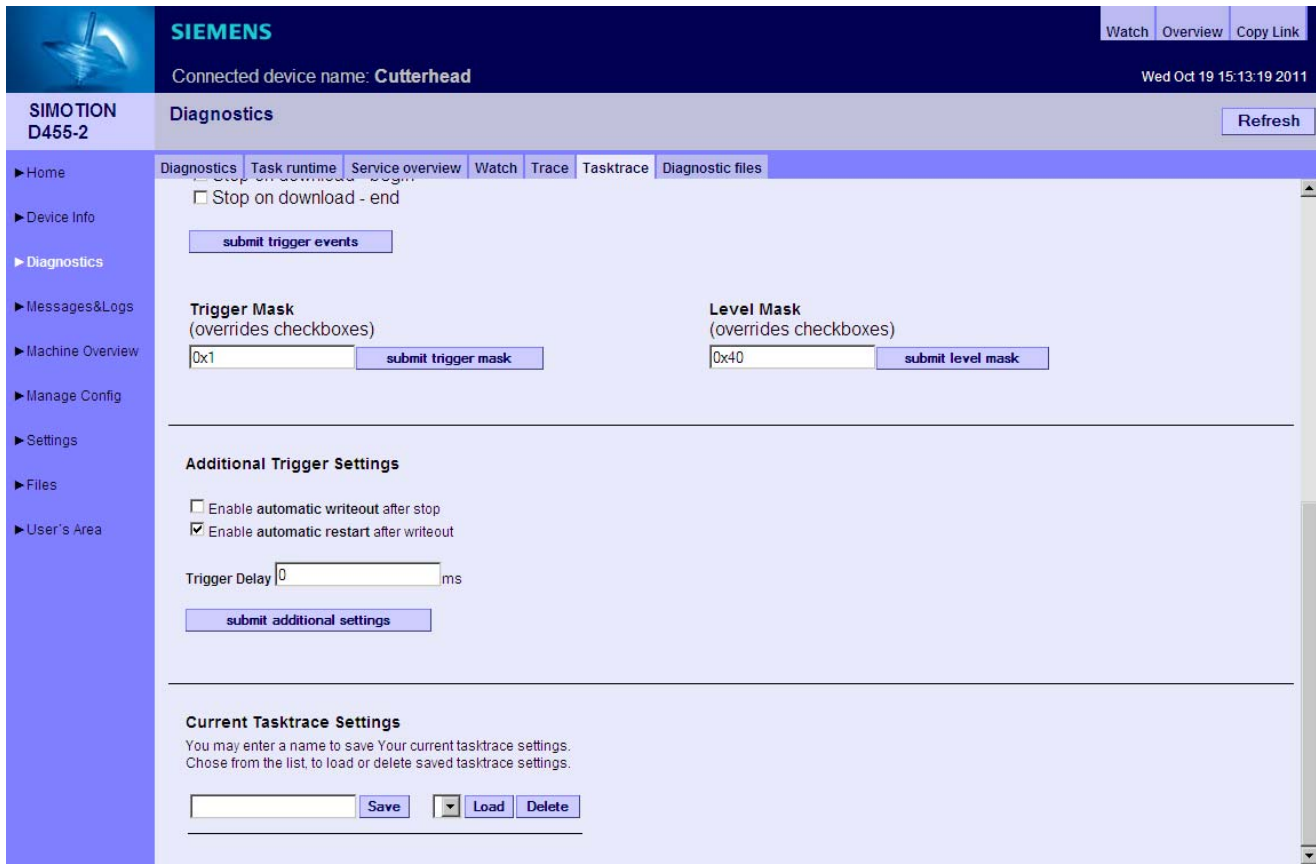 SIEMENS
Watch Overview Copy Link
Connected device name: Cutterhead
Wed Oct 19 15:13:19 2011
SIMOTION
D455-2
Diagnostics
Refresh
Diagnostics Task runtime Service overview Watch Trace Tasktrace Diagnostic files
►Home
►Device Info
►Diagnostics
►Messages&Logs
►Machine Overview
►Manage Config
►Settings
►Files
►User´s Area
Stop on download - begin
Stop on download - end
submit trigger events
Trigger Mask
(overrides checkboxes)
0x1 submit trigger mask
Level Mask
(overrides checkboxes)
0x40 submit level mask
Additional Trigger Settings
Enable automatic writeout after stop
Enable automatic restart after writeout
Trigger Delay 0 ms
submit additional settings
Current Tasktrace Settings
You may enter a name to save Your current tasktrace settings.
Chose from the list, to load or delete saved tasktrace settings.
Save Load Delete